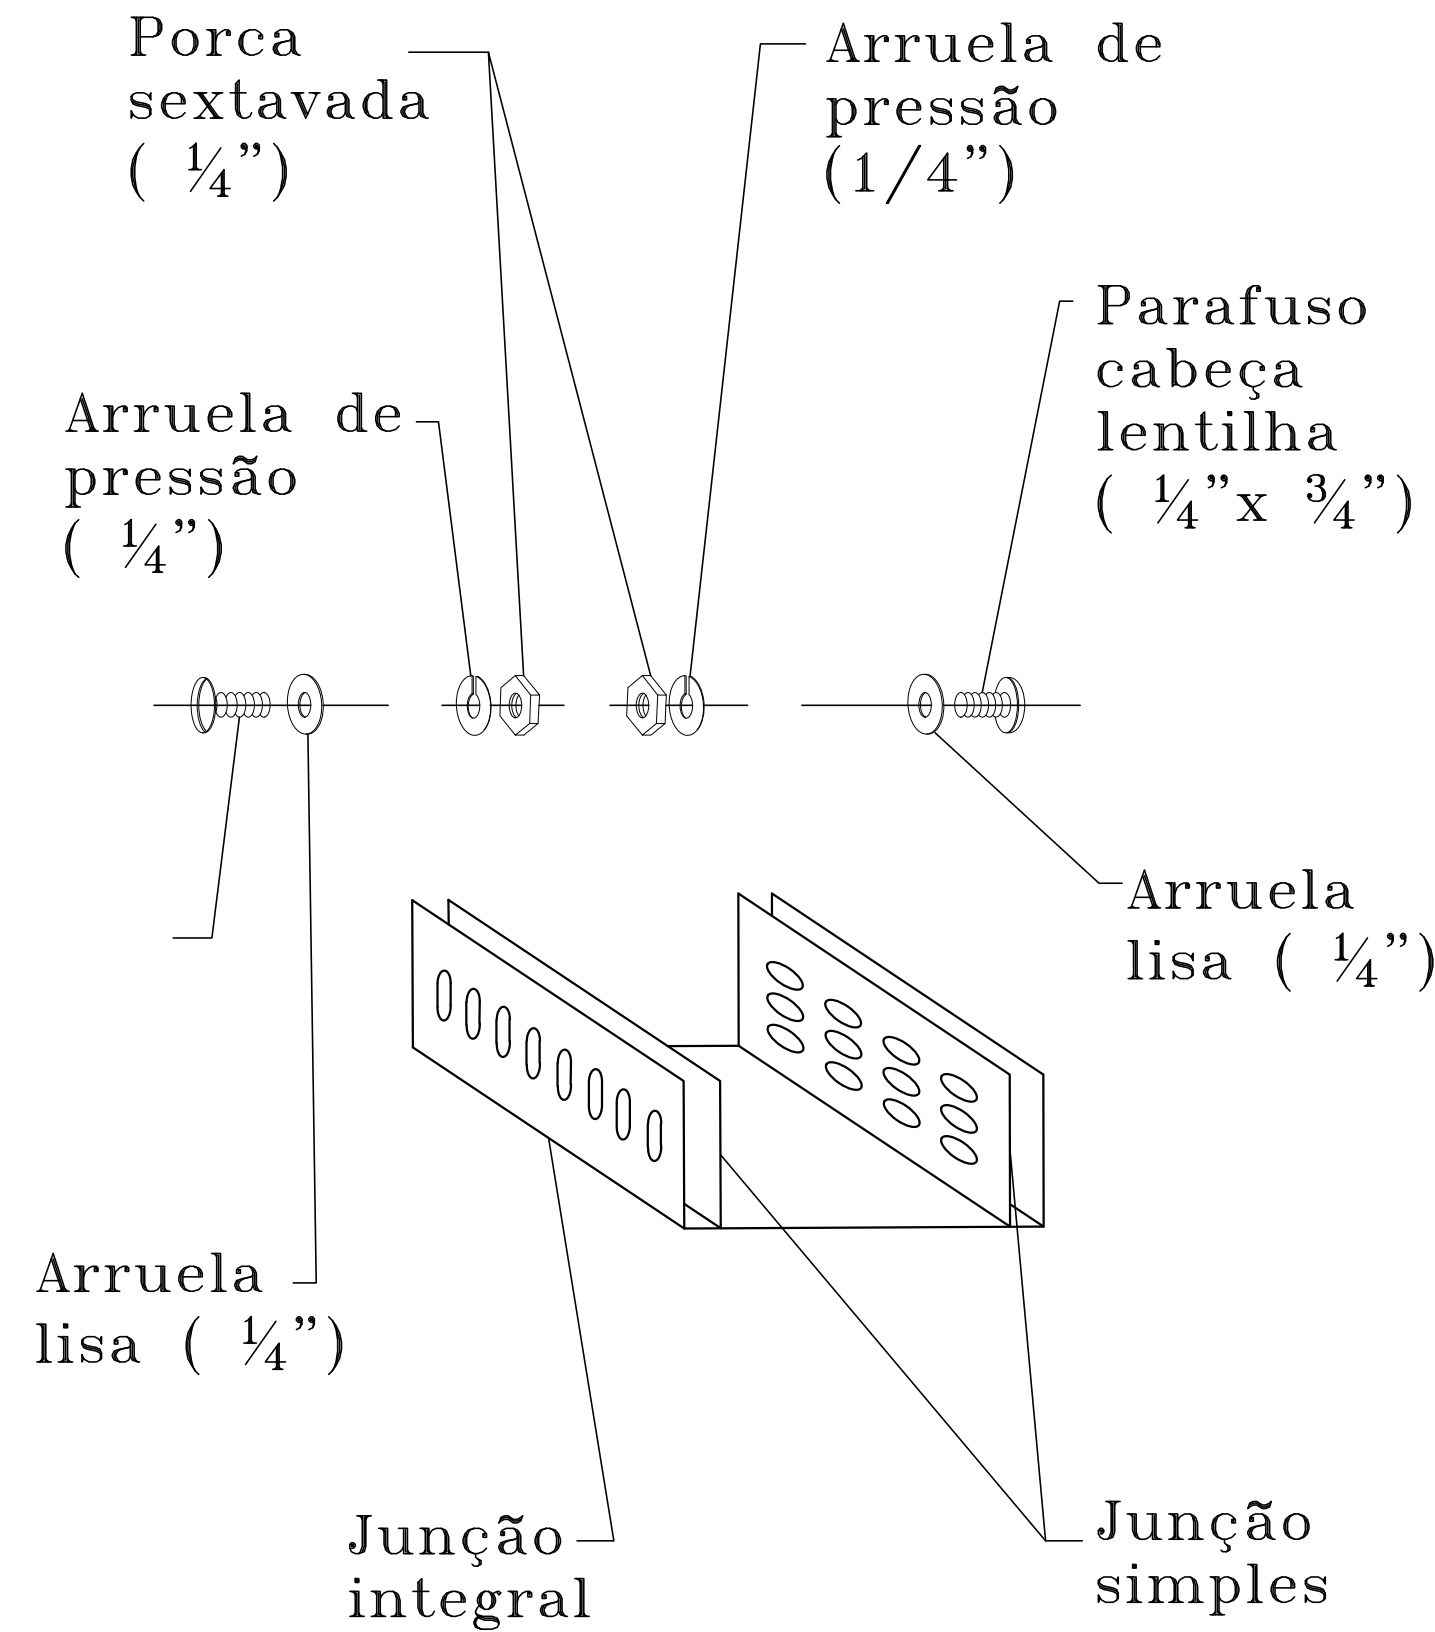 Porca
sextavada
( ¼”)
Arruela de
pressão
(1/4”)
Parafuso
cabeça
lentilha
( ¼”x ¾”)
Arruela de
pressão
( ¼”)
Arruela
lisa ( ¼”)
Arruela
lisa ( ¼”)
Junção
integral
Junção
simples